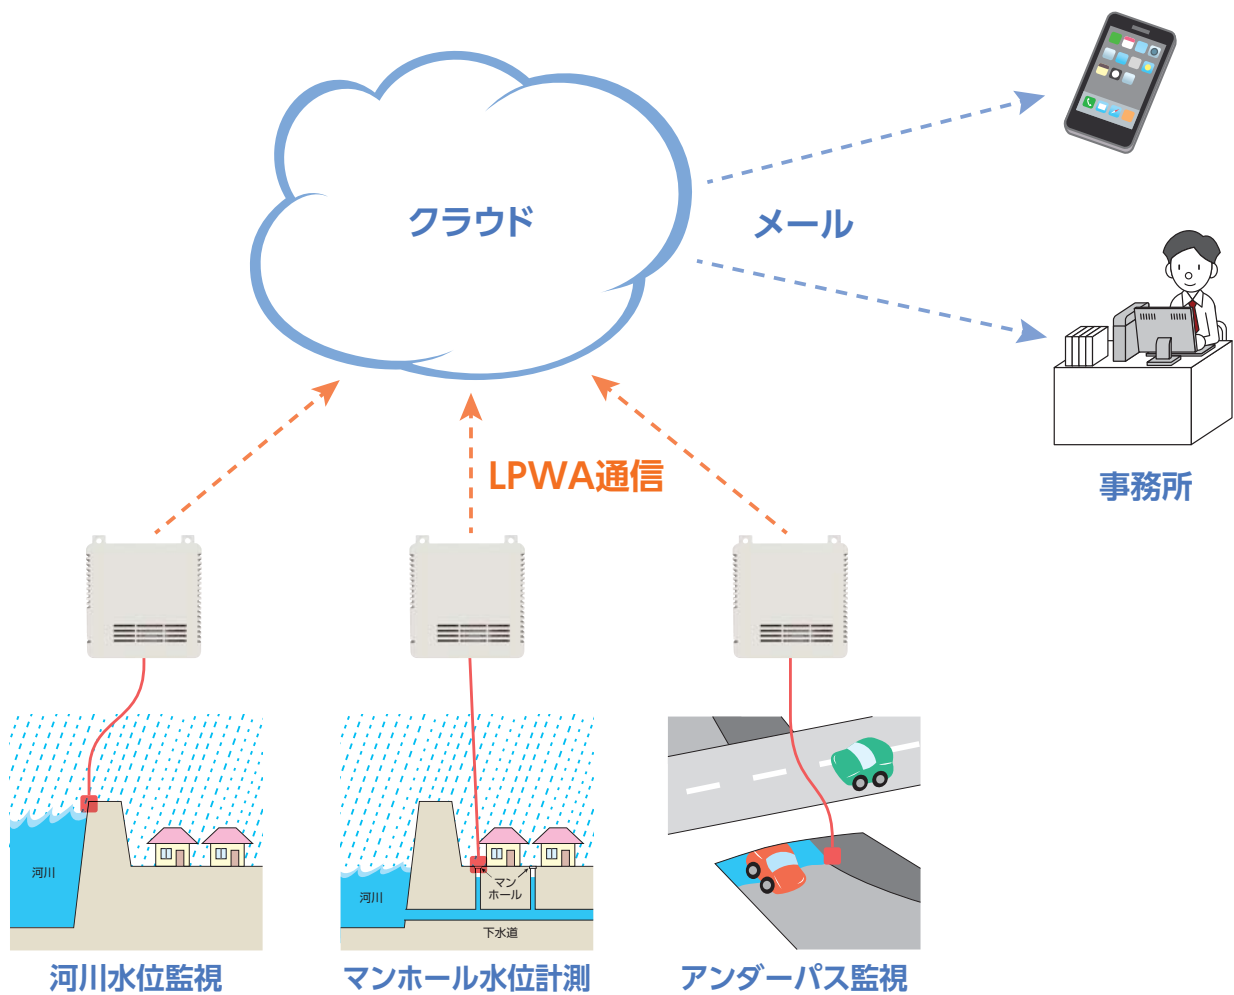 クラウド
メール
事務所
LPWA通信
河川
河川
マン
ホール
下水道
河川水位監視
マンホール水位計測
アンダーパス監視